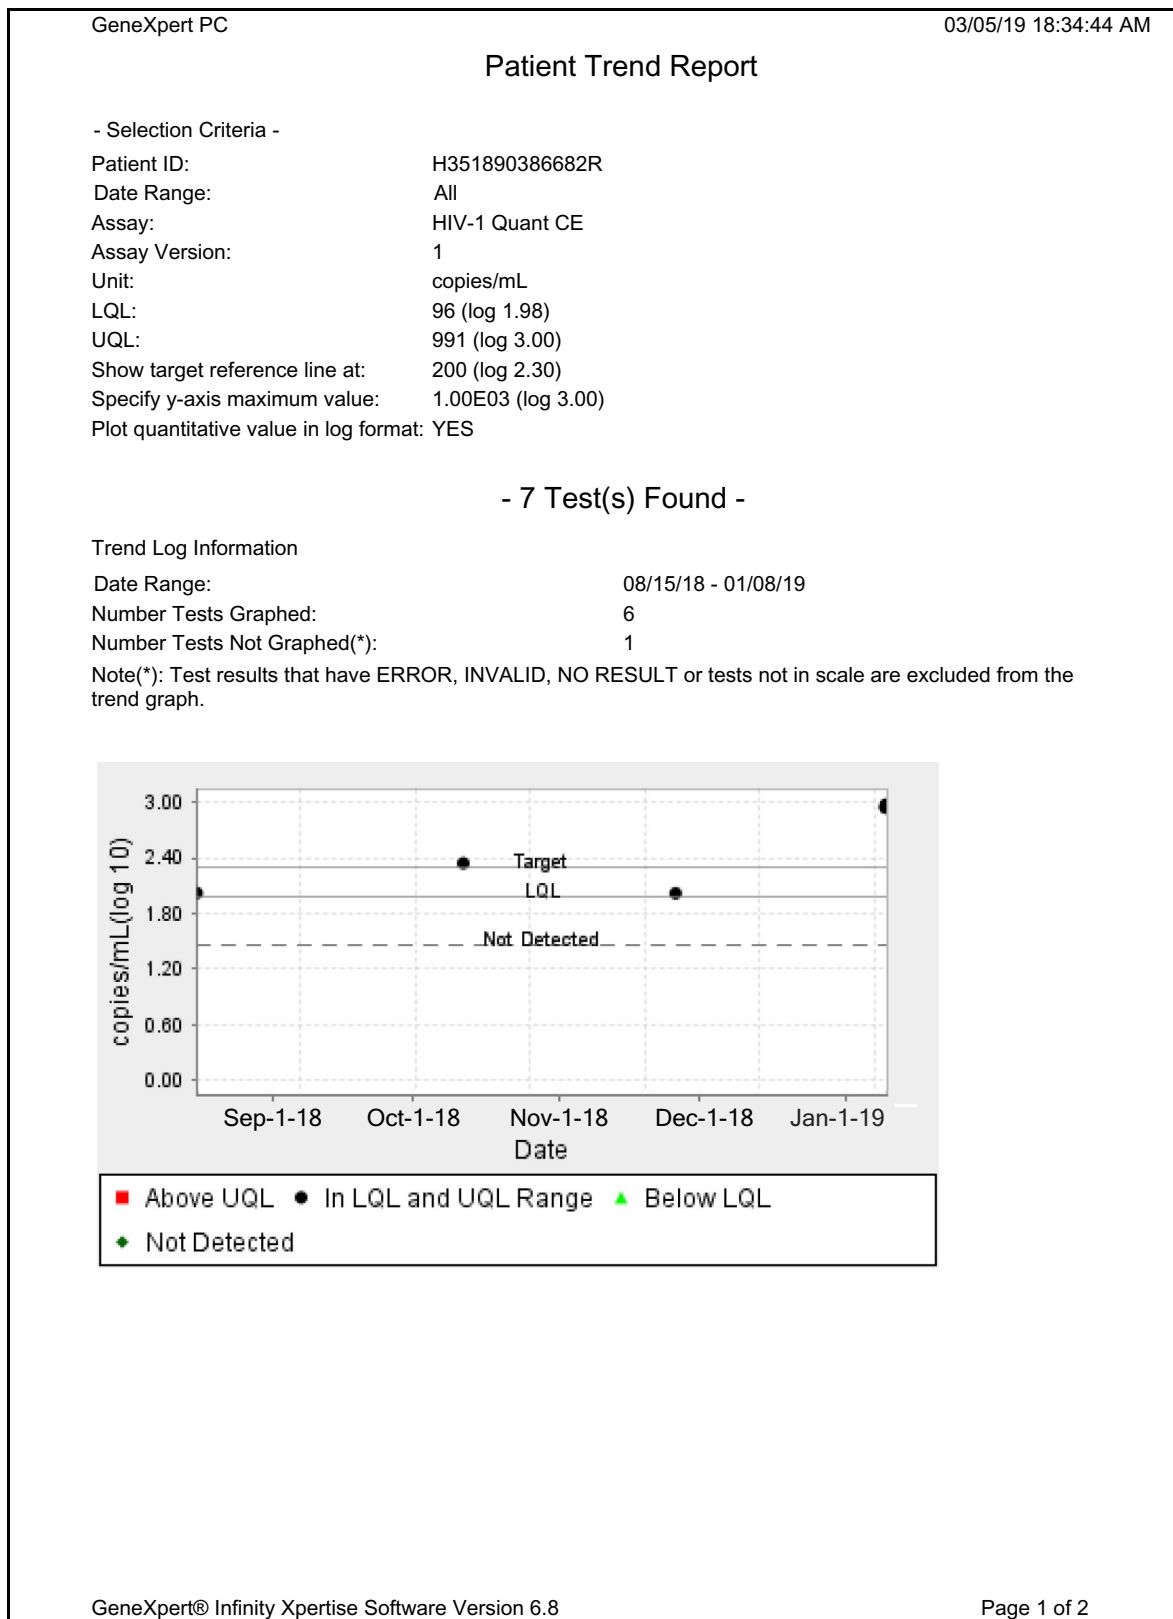 GeneXpert PC 03/05/19 18:34:44 AM
Patient Trend Report
- Selection Criteria -
Patient ID: H351890386682R
Date Range: All
Assay: HIV-1 Quant CE
Assay Version: 1
Unit: copies/mL
LQL: 96 (log 1.98)
UQL: 991 (log 3.00)
Show target reference line at: 200 (log 2.30)
Specify y-axis maximum value: 1.00E03 (log 3.00)
Plot quantitative value in log format: YES
- 7 Test(s) Found -
Trend Log Information
Date Range: 08/15/18 - 01/08/19
Number Tests Graphed: 6
Number Tests Not Graphed(*): 1
Note(*): Test results that have ERROR, INVALID, NO RESULT or tests not in scale are excluded from the
trend graph.
copies/mL(log 10)
3.00
2.40
1.80
1.20
0.60
0.00
Target
LQL
Not Detected
Sep-1-18 Oct-1-18 Nov-1-18 Dec-1-18 Jan-1-19
Date
Above UQL In LQL and UQL Range Below LQL
Not Detected
GeneXpert® Infinity Xpertise Software Version 6.8 Page 1 of 2